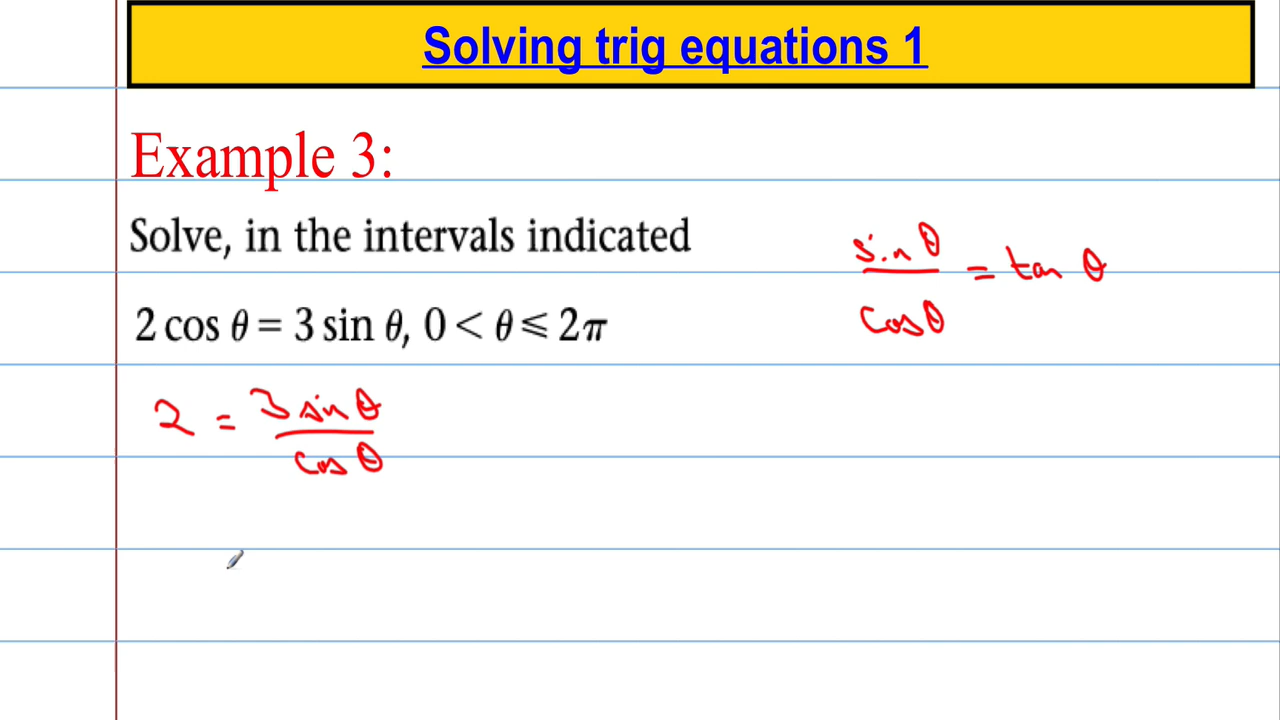 Solving trig equations 1
Example 3:
Solve, in the intervals indicated
2 cos θ = 3 sin θ, 0 < θ ⩽ 2π
sin θ
cos θ
= tan θ
2 = 3 sin θ
cos θ